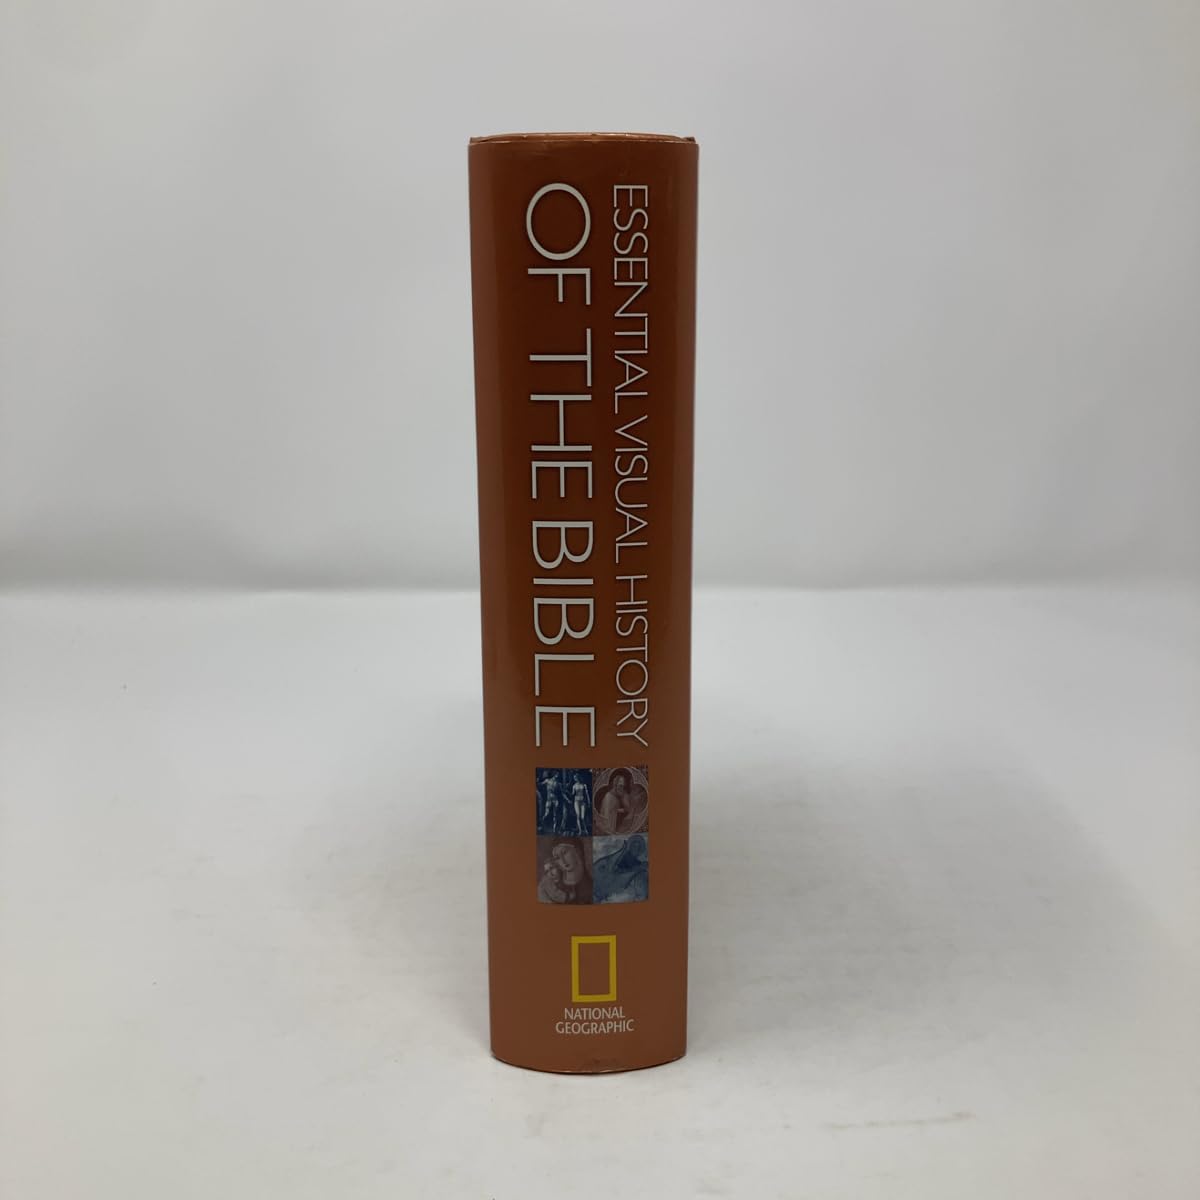 ESSENTIAL VISUAL HISTORY
OF THE BIBLE
NATIONAL
GEOGRAPHIC